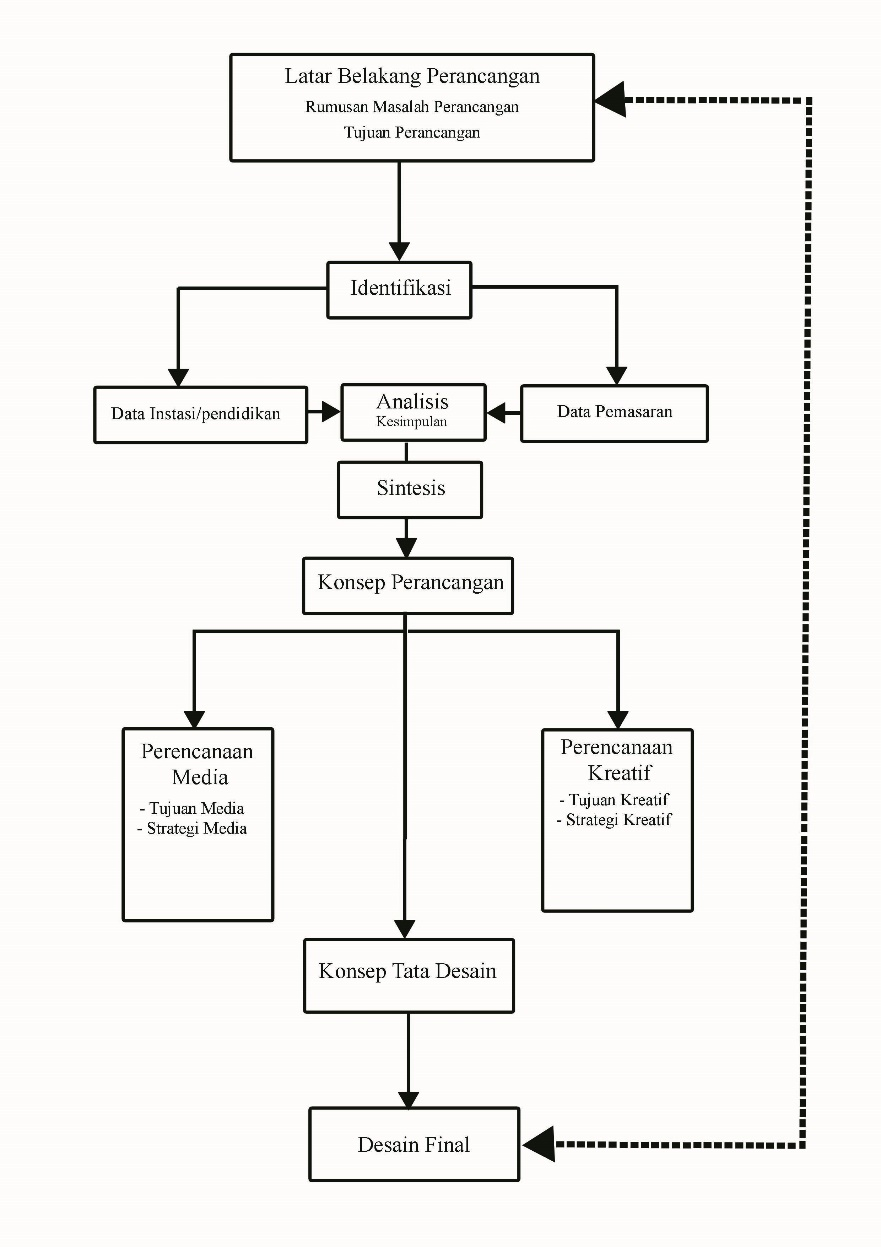 Latar Belakang Perancangan
Rumusan Masalah Perancangan
Tujuan Perancangan
Identifikasi
Data Instasi/pendidikan
Analisis
Kesimpulan
Data Pemasaran
Sintesis
Konsep Perancangan
Perencanaan
Media
- Tujuan Media
- Strategi Media
Perencanaan
Kreatif
- Tujuan Kreatif
- Strategi Kreatif
Konsep Tata Desain
Desain Final